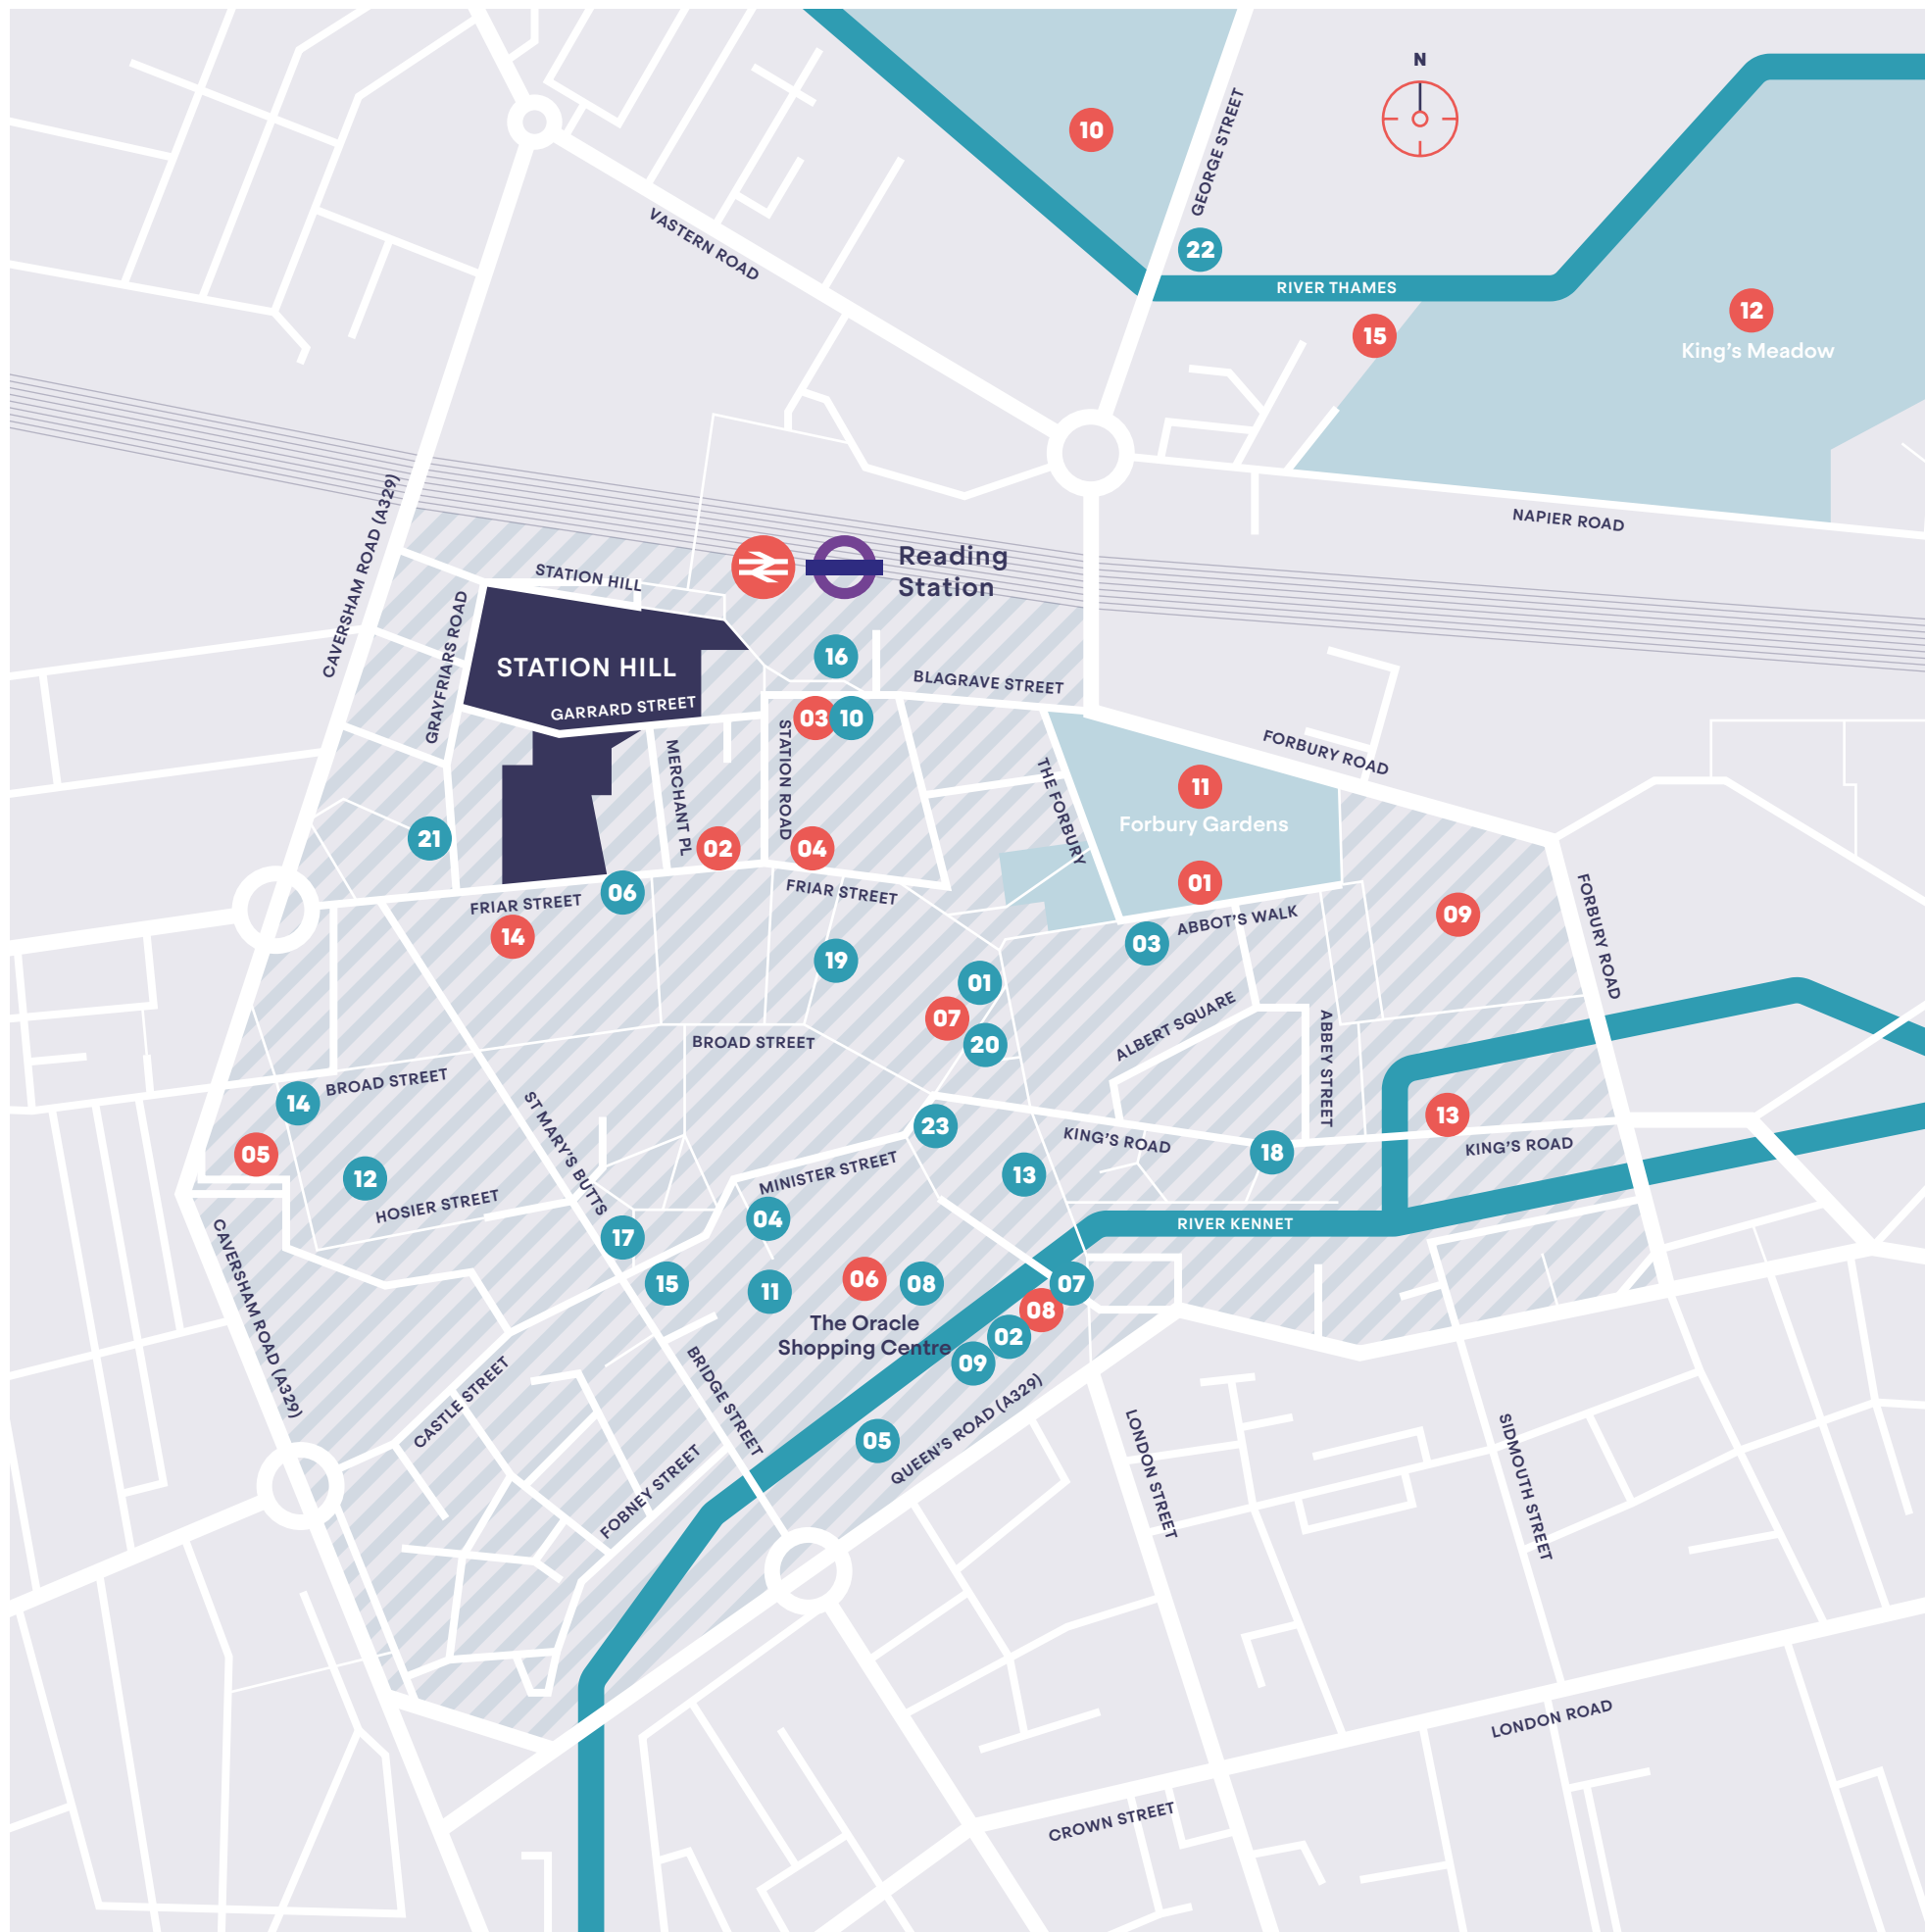 N
10
GEORGE STREET
VASTERN ROAD
22
RIVER THAMES
12
15
King's Meadow
CAVERSHAM ROAD (A329)
NAPIER ROAD
Reading
Station
STATION HILL
GRAYFRIARS ROAD
16
STATION HILL
BLAGRAVE STREET
GARRARD STREET
03
10
STATION ROAD
MERCHANT PL
THE FORBURY
FORBURY ROAD
11
Forbury Gardens
21
02
04
01
06
FRIAR STREET
FRIAR STREET
ABBOT'S WALK
09
FORBURY ROAD
14
03
19
01
07
20
ALBERT SQUARE
ABBEY STREET
BROAD STREET
BROAD STREET
14
ST MARY'S BUTTS
23
KING'S ROAD
13
KING'S ROAD
05
12
18
13
MINISTER STREET
HOSIER STREET
04
17
RIVER KENNET
CAVERSHAM ROAD (A329)
15
11
06
08
07
08
The Oracle
Shopping Centre
02
09
BRIDGE STREET
CASTLE STREET
QUEEN'S ROAD (A329)
05
FOBNEY STREET
LONDON STREET
SIDMOUTH STREET
LONDON ROAD
CROWN STREET